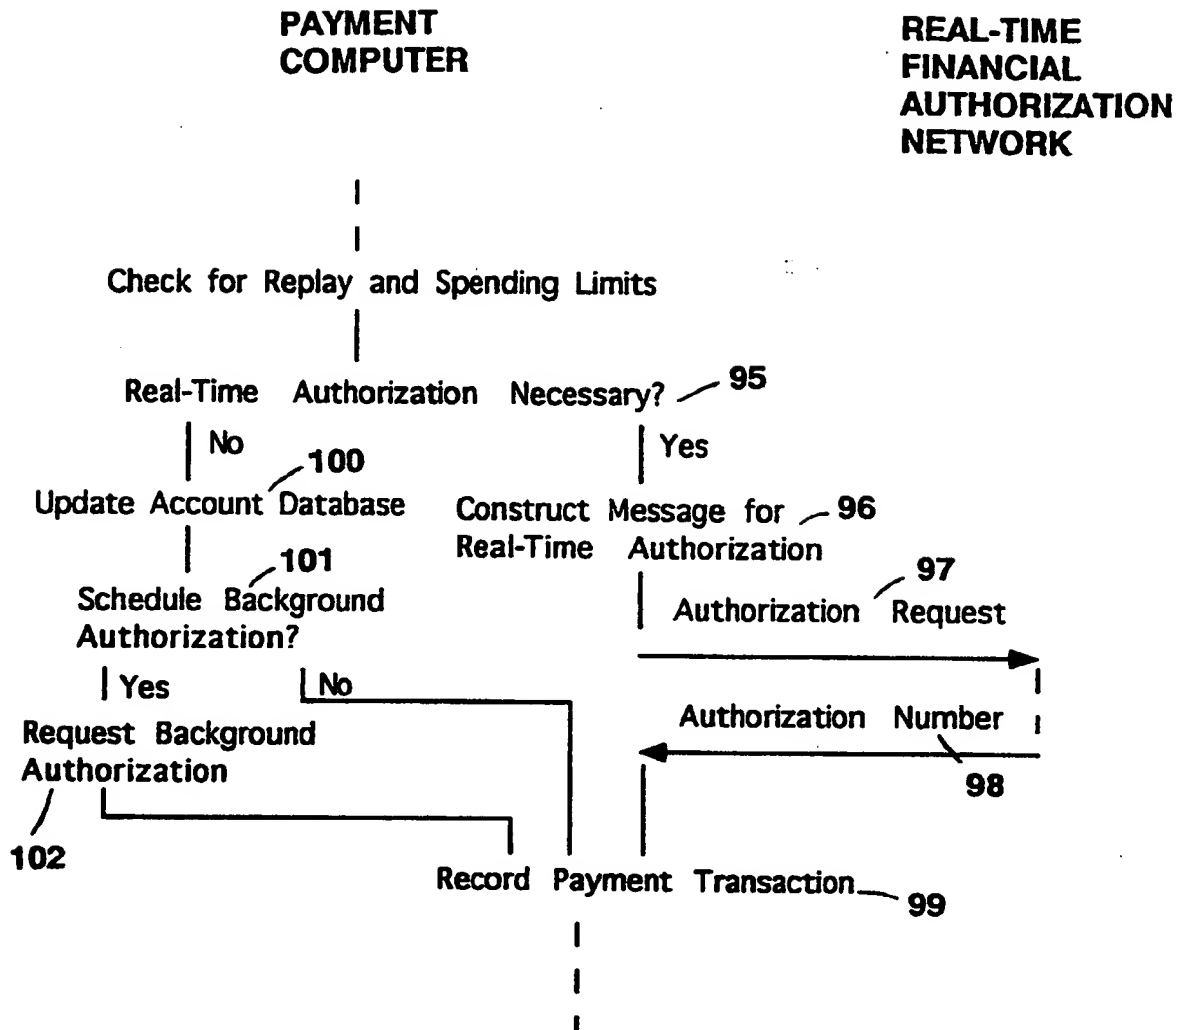 PAYMENT
COMPUTER
REAL-TIME
FINANCIAL
AUTHORIZATION
NETWORK
Check for Replay and Spending Limits
Real-Time Authorization Necessary? 95
No
Yes
100
Update Account Database
Construct Message for
Real-Time Authorization
96
101
Schedule Background
Authorization?
97
Authorization Request
Yes
No
Authorization Number
98
Request Background
Authorization
102
Record Payment Transaction
99